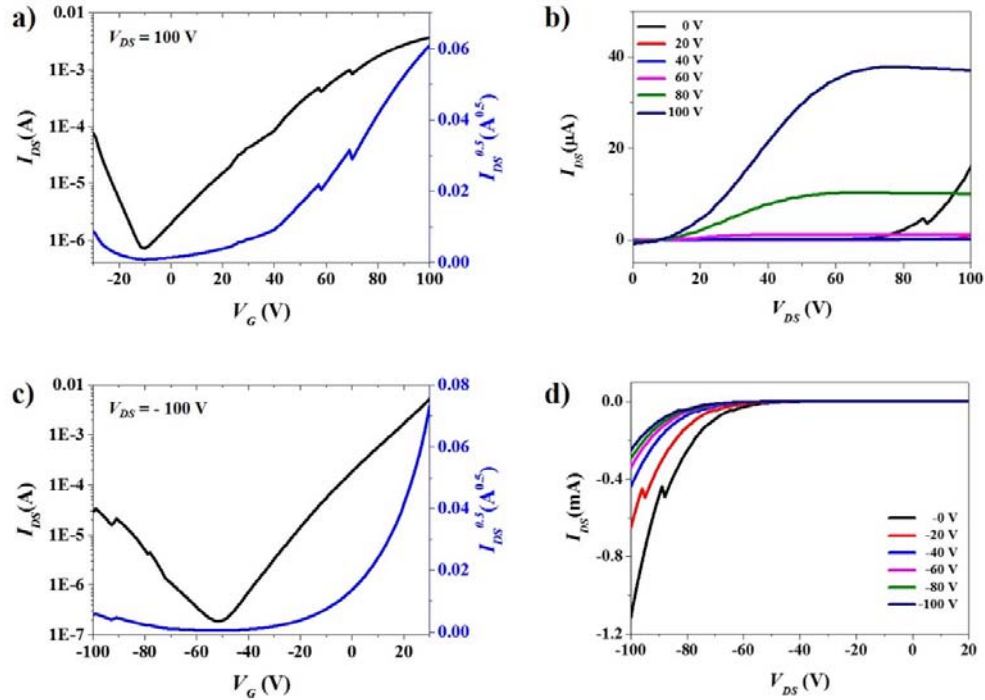 a)
V_DS = 100 V
0.01
1E-3
1E-4
1E-5
1E-6
I_DS(A)
0.06
0.04
0.02
0.00
I_DS^0.5(A^0.5)
-20 0 20 40 60 80 100
V_G (V)
b)
0 V
20 V
40 V
60 V
80 V
100 V
40
20
0
I_DS(μA)
0 20 40 60 80 100
V_DS (V)
c)
V_DS = - 100 V
0.01
1E-3
1E-4
1E-5
1E-6
1E-7
I_DS(A)
0.08
0.06
0.04
0.02
0.00
I_DS^0.5(A^0.5)
-100 -80 -60 -40 -20 0 20
V_G (V)
d)
0.0
-0.4
-0.8
-1.2
I_DS(mA)
-0 V
-20 V
-40 V
-60 V
-80 V
-100 V
-100 -80 -60 -40 -20 0 20
V_DS (V)